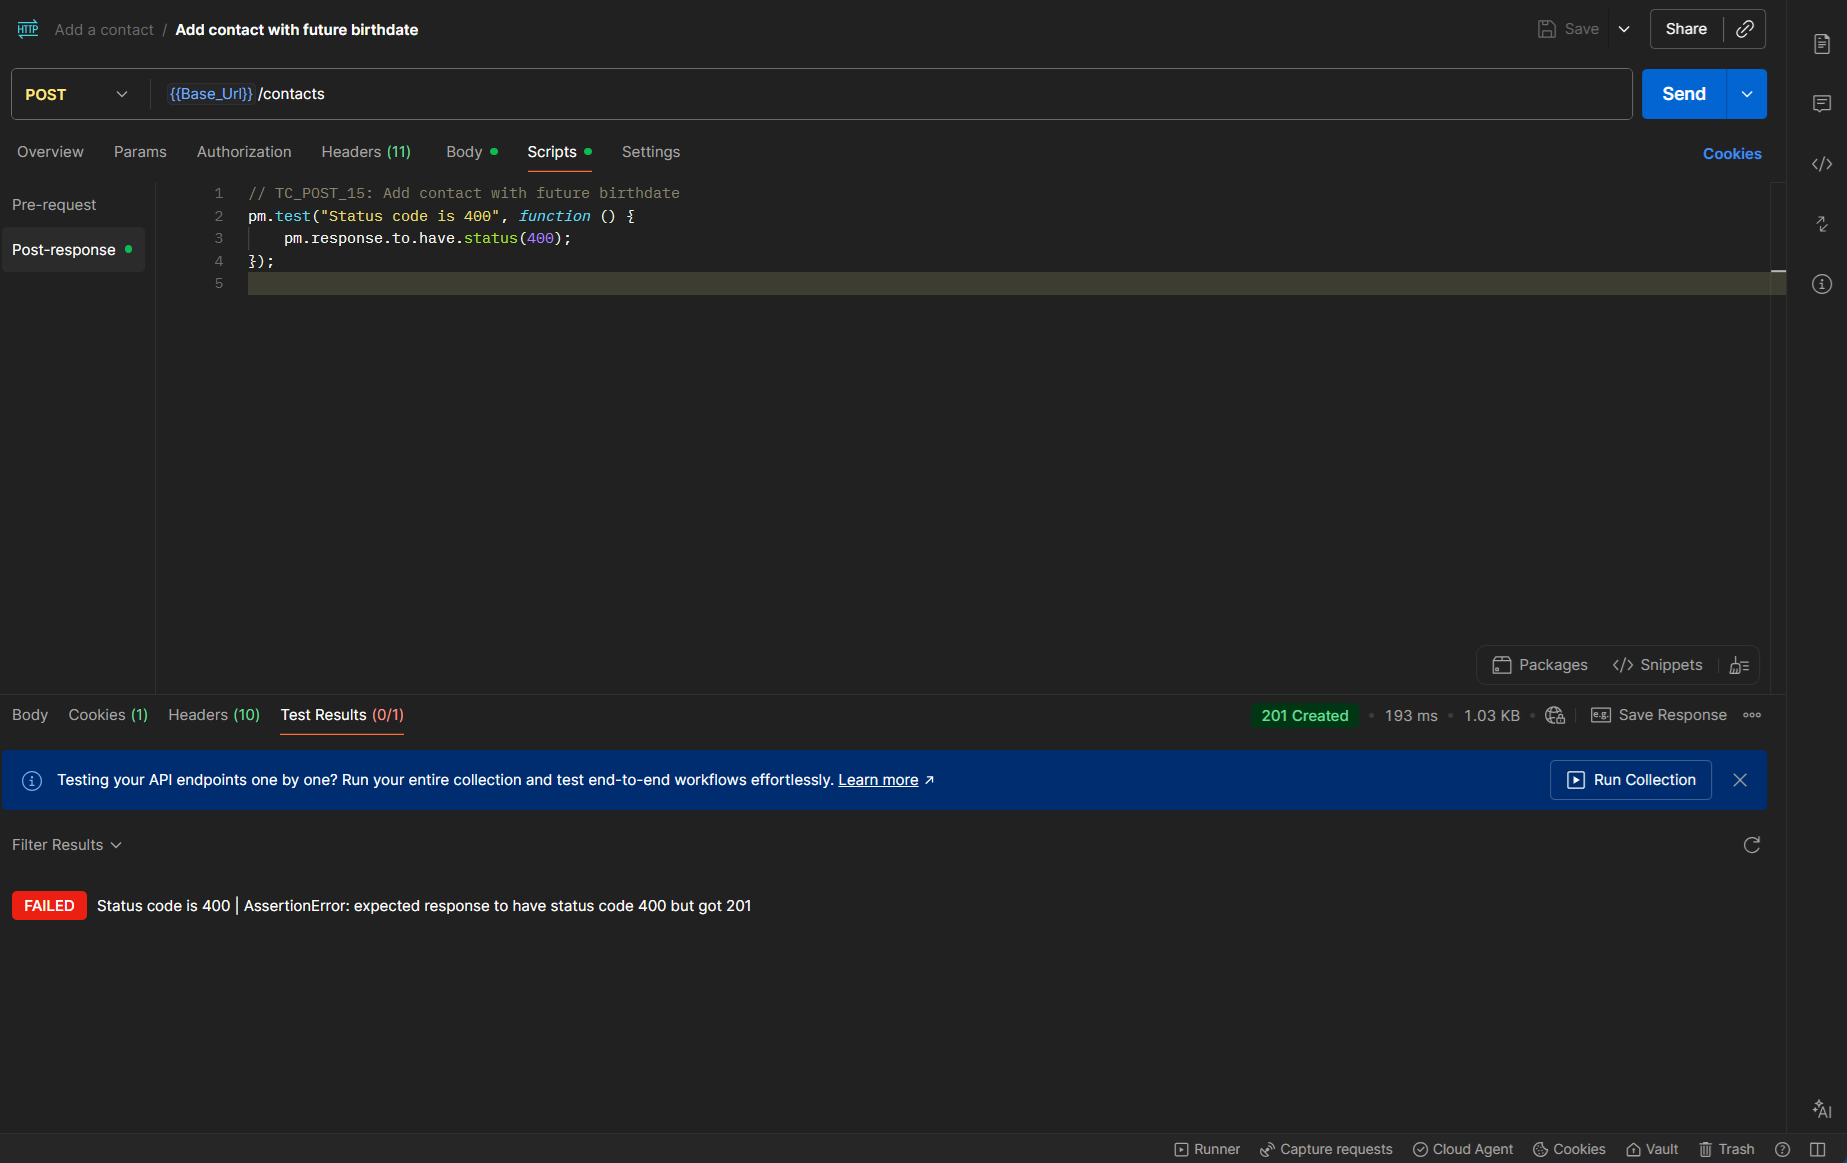 HTTP Add a contact / Add contact with future birthdate Save Share
POST {{Base_Url}} /contacts Send
Overview Params Authorization Headers (11) Body Scripts Settings Cookies
Pre-request
Post-response
1 // TC_POST_15: Add contact with future birthdate
2 pm.test("Status code is 400", function () {
3 pm.response.to.have.status(400);
4 });
5
Packages </> Snippets
Body Cookies (1) Headers (10) Test Results (0/1) 201 Created • 193 ms • 1.03 KB • e.g. Save Response
Testing your API endpoints one by one? Run your entire collection and test end-to-end workflows effortlessly. Learn more ↗ Run Collection
Filter Results
FAILED Status code is 400 | AssertionError: expected response to have status code 400 but got 201
AI
Runner Capture requests Cloud Agent Cookies Vault Trash